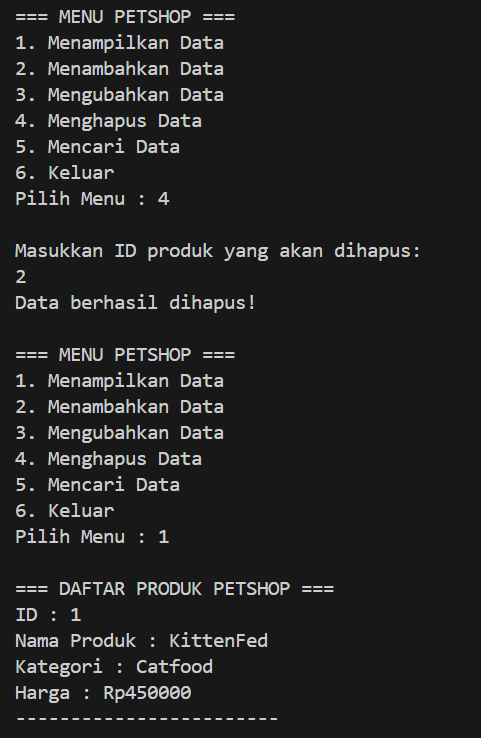 === MENU PETSHOP ===
1. Menampilkan Data
2. Menambahkan Data
3. Mengubahkan Data
4. Menghapus Data
5. Mencari Data
6. Keluar
Pilih Menu : 4

Masukkan ID produk yang akan dihapus:
2
Data berhasil dihapus!

=== MENU PETSHOP ===
1. Menampilkan Data
2. Menambahkan Data
3. Mengubahkan Data
4. Menghapus Data
5. Mencari Data
6. Keluar
Pilih Menu : 1

=== DAFTAR PRODUK PETSHOP ===
ID : 1
Nama Produk : KittenFed
Kategori : Catfood
Harga : Rp450000
------------------------